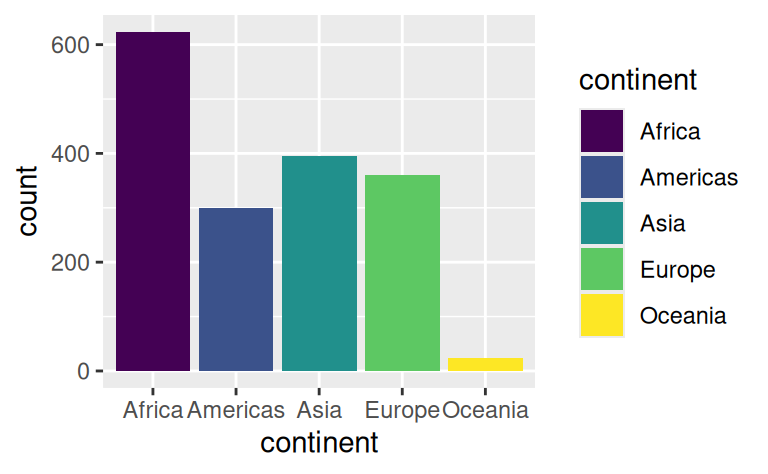 600
400
200
0
count
Africa Americas Asia Europe Oceania
continent
continent
Africa
Americas
Asia
Europe
Oceania